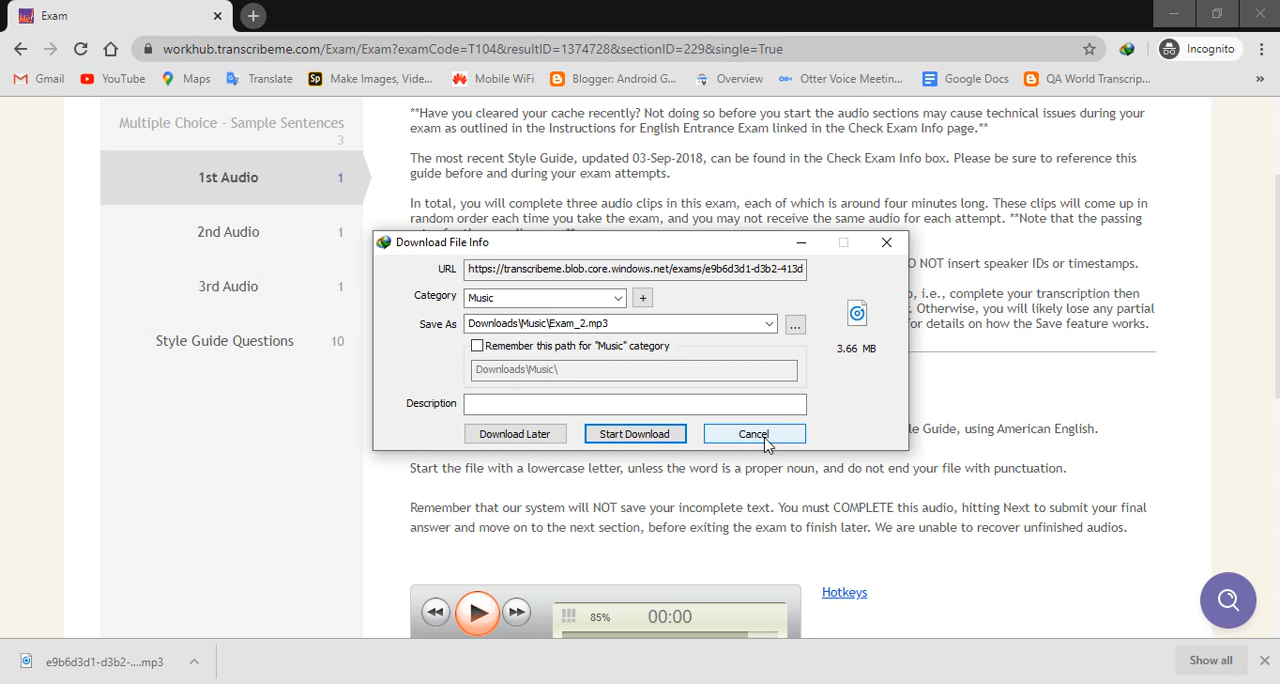 Exam
workhub.transcribeme.com/Exam/Exam?examCode=T104&resultID=1374728&sectionID=229&single=True
Incognito
Gmail YouTube Maps Translate Make Images, Vide... Mobile WiFi Blogger: Android G... Overview Otter Voice Meetin... Google Docs QA World Transcrip... »
Multiple Choice - Sample Sentences
3
1st Audio 1
2nd Audio 1
3rd Audio 1
Style Guide Questions 10
**Have you cleared your cache recently? Not doing so before you start the audio sections may cause technical issues during your
exam as outlined in the Instructions for English Entrance Exam linked in the Check Exam Info page.**
The most recent Style Guide, updated 03-Sep-2018, can be found in the Check Exam Info box. Please be sure to reference this
guide before and during your exam attempts.
In total, you will complete three audio clips in this exam, each of which is around four minutes long. These clips will come up in
random order each time you take the exam, and you may not receive the same audio for each attempt. **Note that the passing
O NOT insert speaker IDs or timestamps.
, i.e., complete your transcription then
. Otherwise, you will likely lose any partial
for details on how the Save feature works.
Download File Info
URL https://transcribeme.blob.core.windows.net/exams/e9b6d3d1-d3b2-413d
Category Music +
Save As Downloads\Music\Exam_2.mp3 ...
Remember this path for "Music" category
Downloads\Music\
3.66 MB
Description
Download Later Start Download Cancel
le Guide, using American English.
Start the file with a lowercase letter, unless the word is a proper noun, and do not end your file with punctuation.
Remember that our system will NOT save your incomplete text. You must COMPLETE this audio, hitting Next to submit your final
answer and move on to the next section, before exiting the exam to finish later. We are unable to recover unfinished audios.
85% 00:00
Hotkeys
e9b6d3d1-d3b2-....mp3
Show all